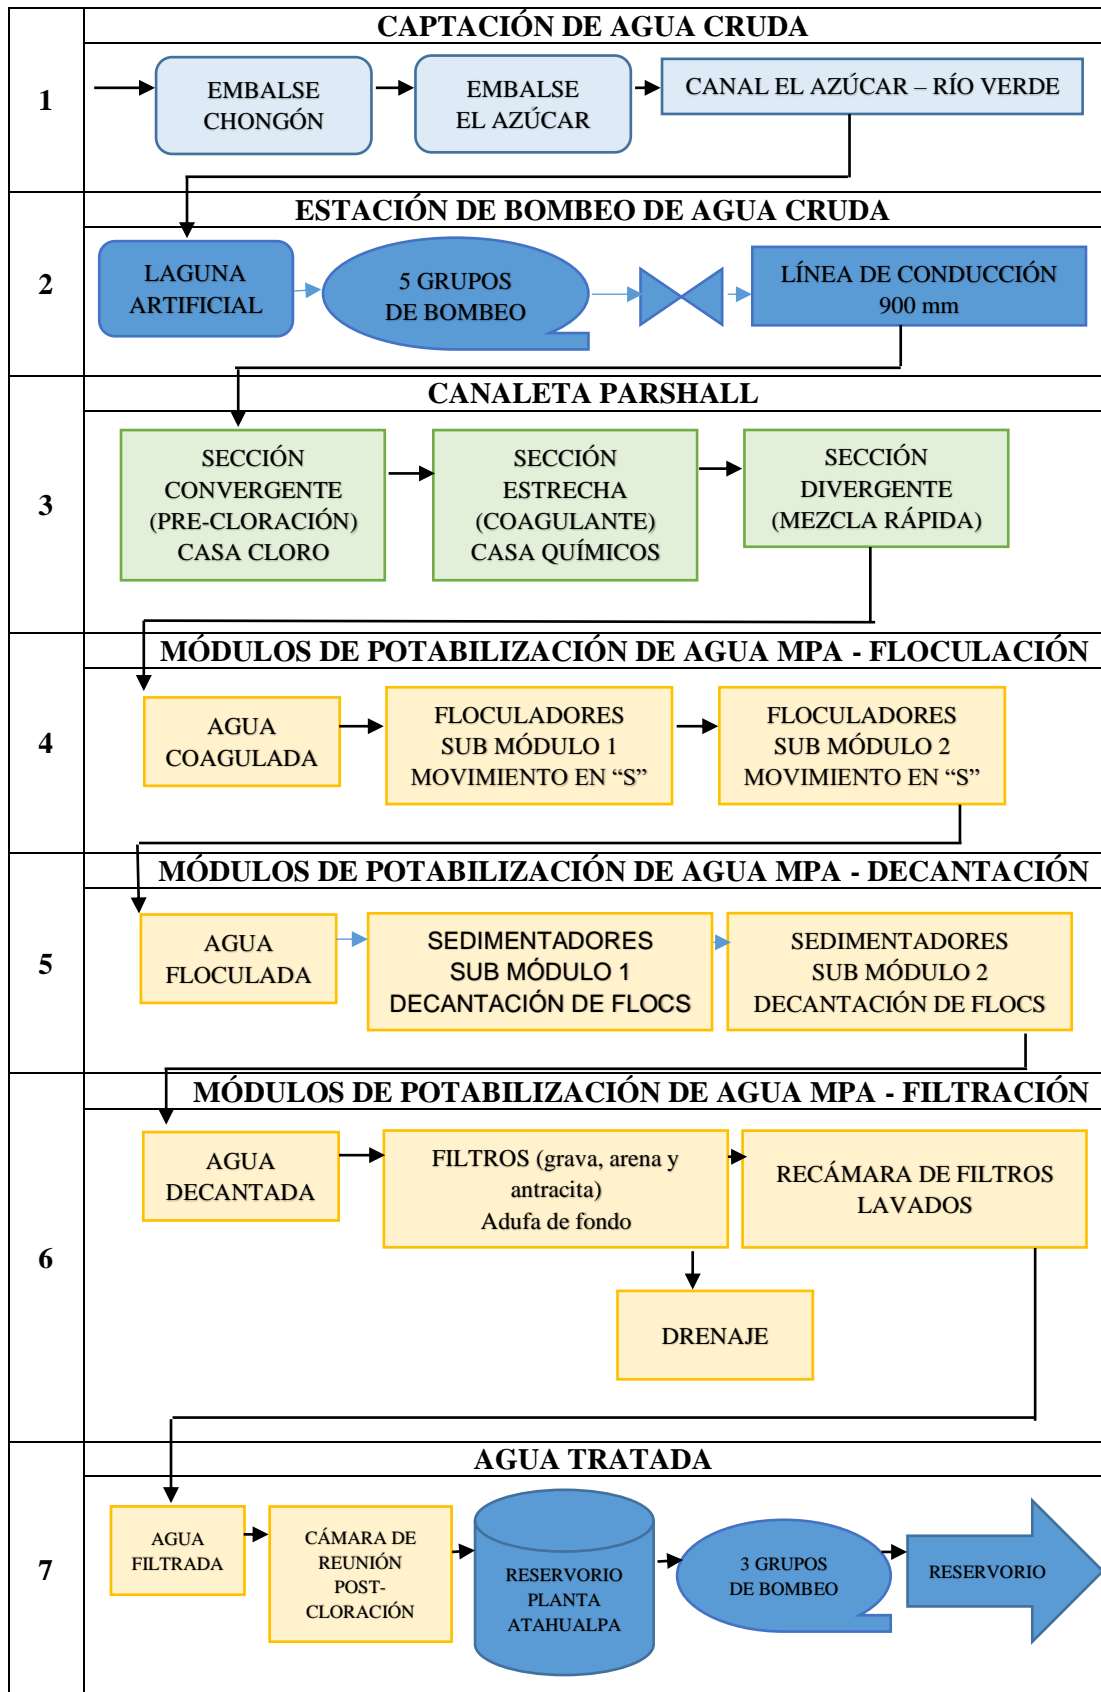 CAPTACIÓN DE AGUA CRUDA
1
EMBALSE
CHONGÓN
EMBALSE
EL AZÚCAR
CANAL EL AZÚCAR – RÍO VERDE
ESTACIÓN DE BOMBEO DE AGUA CRUDA
2
LAGUNA
ARTIFICIAL
5 GRUPOS
DE BOMBEO
LÍNEA DE CONDUCCIÓN
900 mm
CANALETA PARSHALL
3
SECCIÓN
CONVERGENTE
(PRE-CLORACIÓN)
CASA CLORO
SECCIÓN
ESTRECHA
(COAGULANTE)
CASA QUÍMICOS
SECCIÓN
DIVERGENTE
(MEZCLA RÁPIDA)
MÓDULOS DE POTABILIZACIÓN DE AGUA MPA - FLOCULACIÓN
4
AGUA
COAGULADA
FLOCULADORES
SUB MÓDULO 1
MOVIMIENTO EN “S”
FLOCULADORES
SUB MÓDULO 2
MOVIMIENTO EN “S”
MÓDULOS DE POTABILIZACIÓN DE AGUA MPA - DECANTACIÓN
5
AGUA
FLOCULADA
SEDIMENTADORES
SUB MÓDULO 1
DECANTACIÓN DE FLOCS
SEDIMENTADORES
SUB MÓDULO 2
DECANTACIÓN DE FLOCS
MÓDULOS DE POTABILIZACIÓN DE AGUA MPA - FILTRACIÓN
6
AGUA
DECANTADA
FILTROS (grava, arena y
antracita)
Adufa de fondo
RECÁMARA DE FILTROS
LAVADOS
DRENAJE
AGUA TRATADA
7
AGUA
FILTRADA
CÁMARA DE
REUNIÓN
POST-
CLORACIÓN
RESERVORIO
PLANTA
ATAHUALPA
3 GRUPOS
DE BOMBEO
RESERVORIO